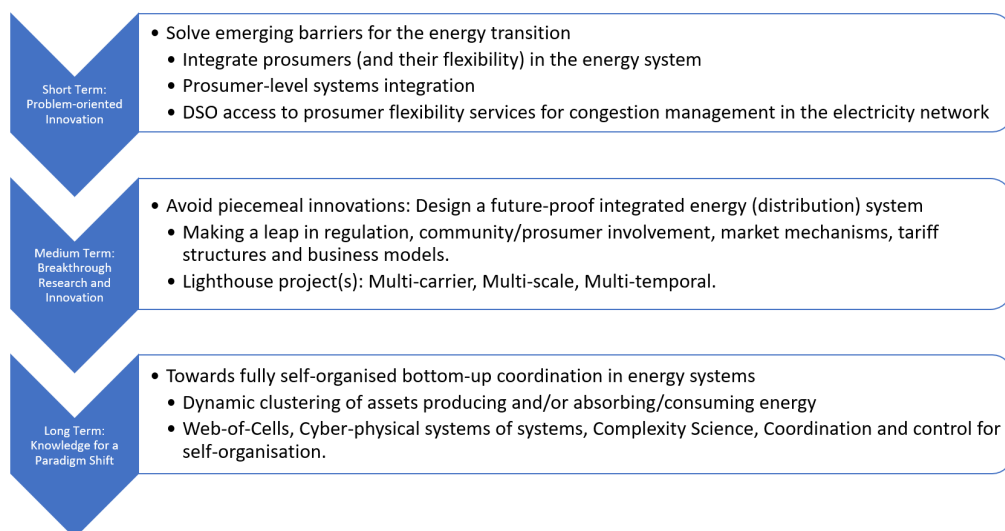 Short Term:
Problem-oriented
Innovation
• Solve emerging barriers for the energy transition
• Integrate prosumers (and their flexibility) in the energy system
• Prosumer-level systems integration
• DSO access to prosumer flexibility services for congestion management in the electricity network
Medium Term:
Breakthrough
Research and
Innovation
• Avoid piecemeal innovations: Design a future-proof integrated energy (distribution) system
• Making a leap in regulation, community/prosumer involvement, market mechanisms, tariff
structures and business models.
• Lighthouse project(s): Multi-carrier, Multi-scale, Multi-temporal.
Long Term:
Knowledge for a
Paradigm Shift
• Towards fully self-organised bottom-up coordination in energy systems
• Dynamic clustering of assets producing and/or absorbing/consuming energy
• Web-of-Cells, Cyber-physical systems of systems, Complexity Science, Coordination and control for
self-organisation.